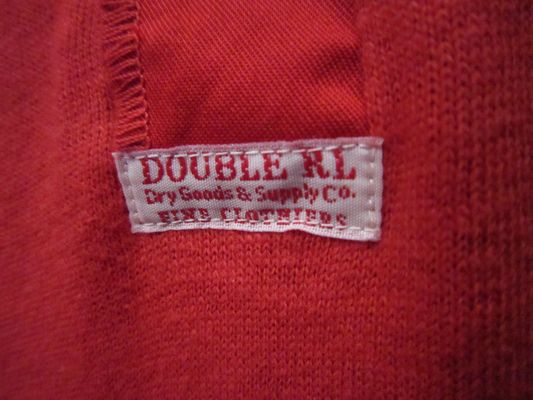 DOUBLE RL
Dry Goods & Supply Co.
FINE CLOTHIERS